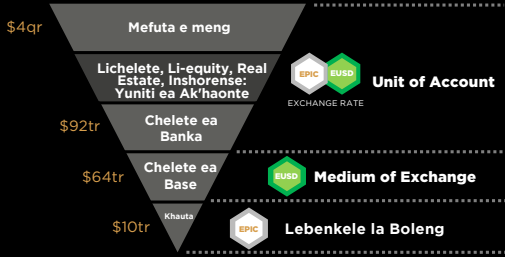 $4qr
Mefuta e meng
Lichelete, Li-equity, Real
Estate, Inshorense:
Yuniti ea Ak'haonte
EPIC
EUSD
EXCHANGE RATE
Unit of Account
$92tr
Chelete ea
Banka
$64tr
Chelete ea
Base
EUSD
Medium of Exchange
$10tr
Khauta
EPIC
Lebenkele la Boleng